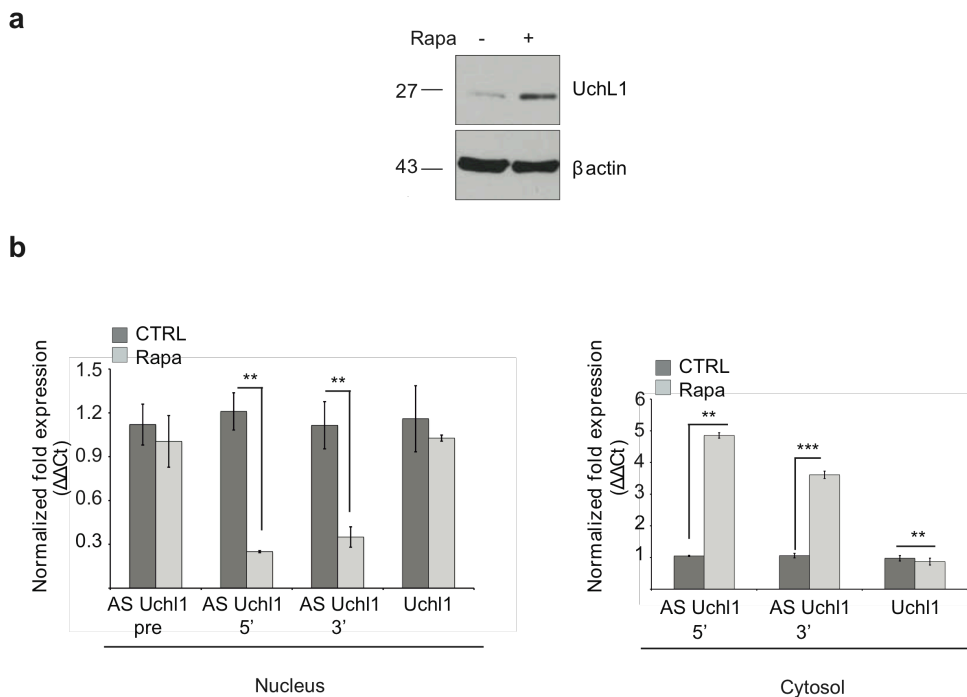 a
Rapa - +
27 UchL1
43 β actin
b
CTRL
Rapa
Normalized fold expression
(ΔΔCt)
1.5
1.2
0.9
0.6
0.3
** **
AS Uchl1 pre
AS Uchl1 5’
AS Uchl1 3’
Uchl1
Nucleus
CTRL
Rapa
Normalized fold expression
(ΔΔCt)
6
5
4
3
2
1
**
***
**
AS Uchl1 5’
AS Uchl1 3’
Uchl1
Cytosol